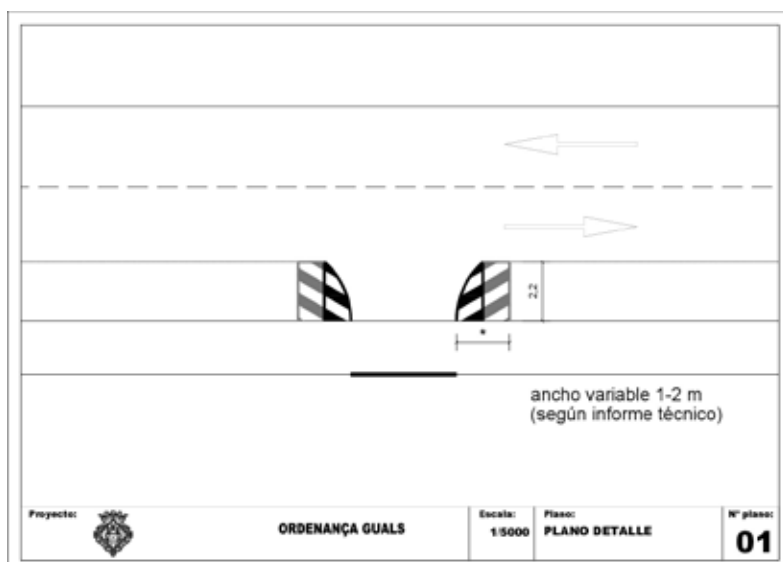 2,2
*
ancho variable 1-2 m
(según informe técnico)
Proyecto:
ORDENANÇA GUALS
Escala:
1/5000
Plano:
PLANO DETALLE
Nº plano:
01